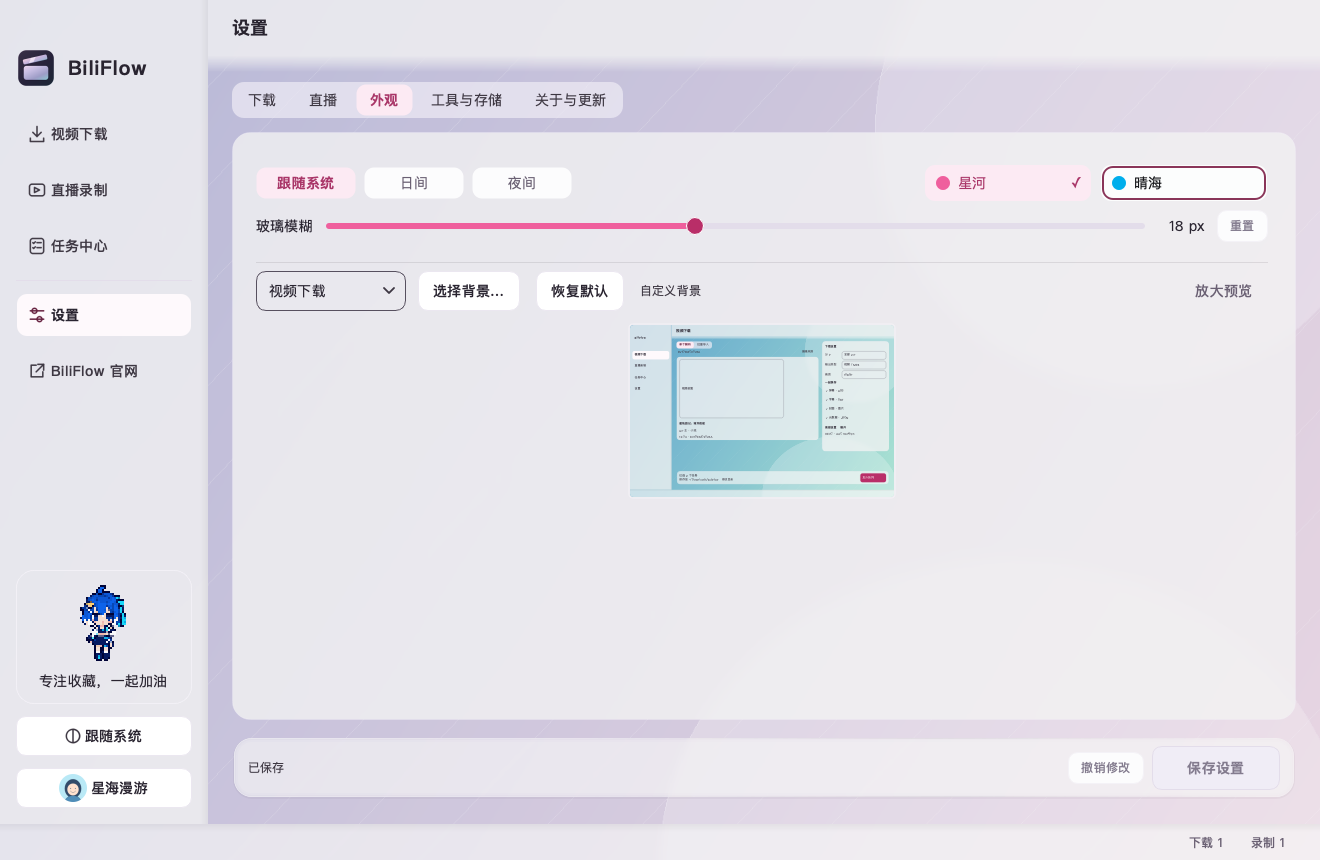 设置
BiliFlow
视频下载
直播录制
任务中心
设置
BiliFlow 官网
专注收藏，一起加油
跟随系统
星海漫游
下载 直播 外观 工具与存储 关于与更新
跟随系统 日间 夜间 星河 ✓ 晴海
玻璃模糊 18 px 重置
视频下载 选择背景... 恢复默认 自定义背景 放大预览
已保存 撤销修改 保存设置
下载 1 录制 1